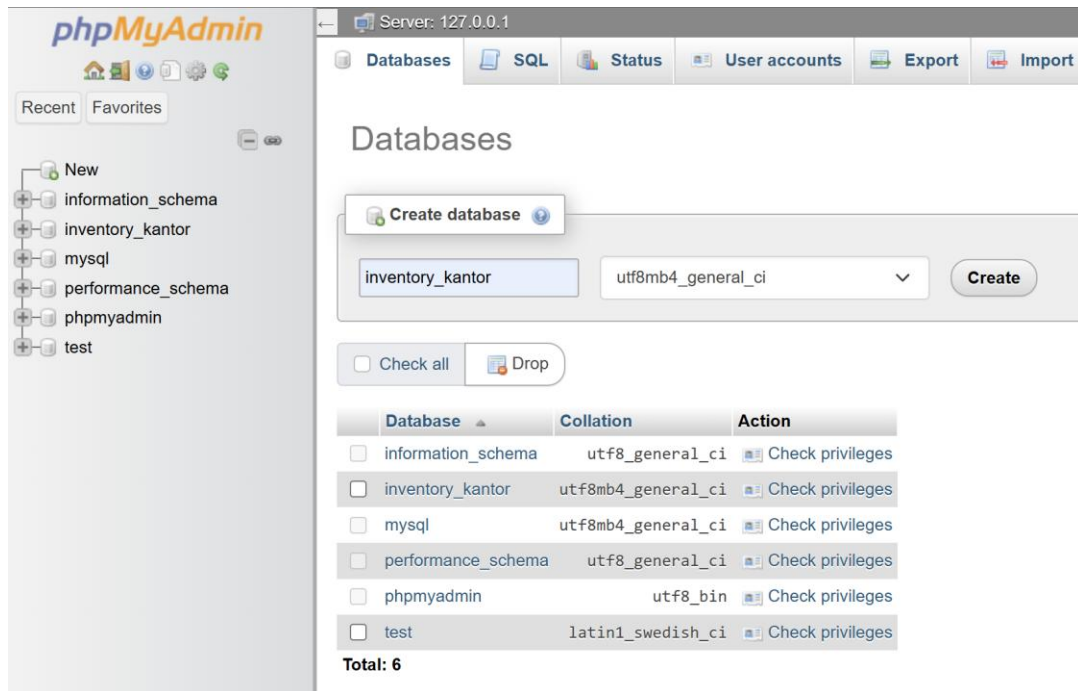 phpMyAdmin
Recent Favorites
New
information_schema
inventory_kantor
mysql
performance_schema
phpmyadmin
test
Server: 127.0.0.1
Databases SQL Status User accounts Export Import
Databases
Create database
inventory_kantor utf8mb4_general_ci Create
Check all Drop
Database Collation Action
information_schema utf8_general_ci Check privileges
inventory_kantor utf8mb4_general_ci Check privileges
mysql utf8mb4_general_ci Check privileges
performance_schema utf8_general_ci Check privileges
phpmyadmin utf8_bin Check privileges
test latin1_swedish_ci Check privileges
Total: 6